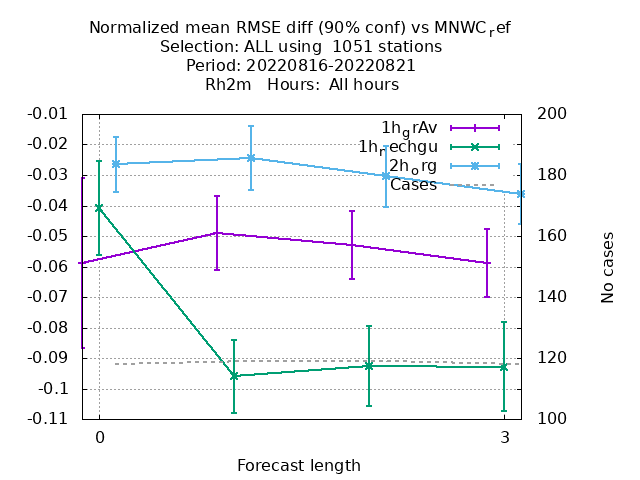 Normalized mean RMSE diff (90% conf) vs MNWC_ref
Selection: ALL using 1051 stations
Period: 20220816-20220821
Rh2m Hours: All hours
-0.01
-0.02
-0.03
-0.04
-0.05
-0.06
-0.07
-0.08
-0.09
-0.1
-0.11
200
180
160
140
120
100
1h_grAv
1h_rechgu
2h_org
Cases
No cases
0
3
Forecast length